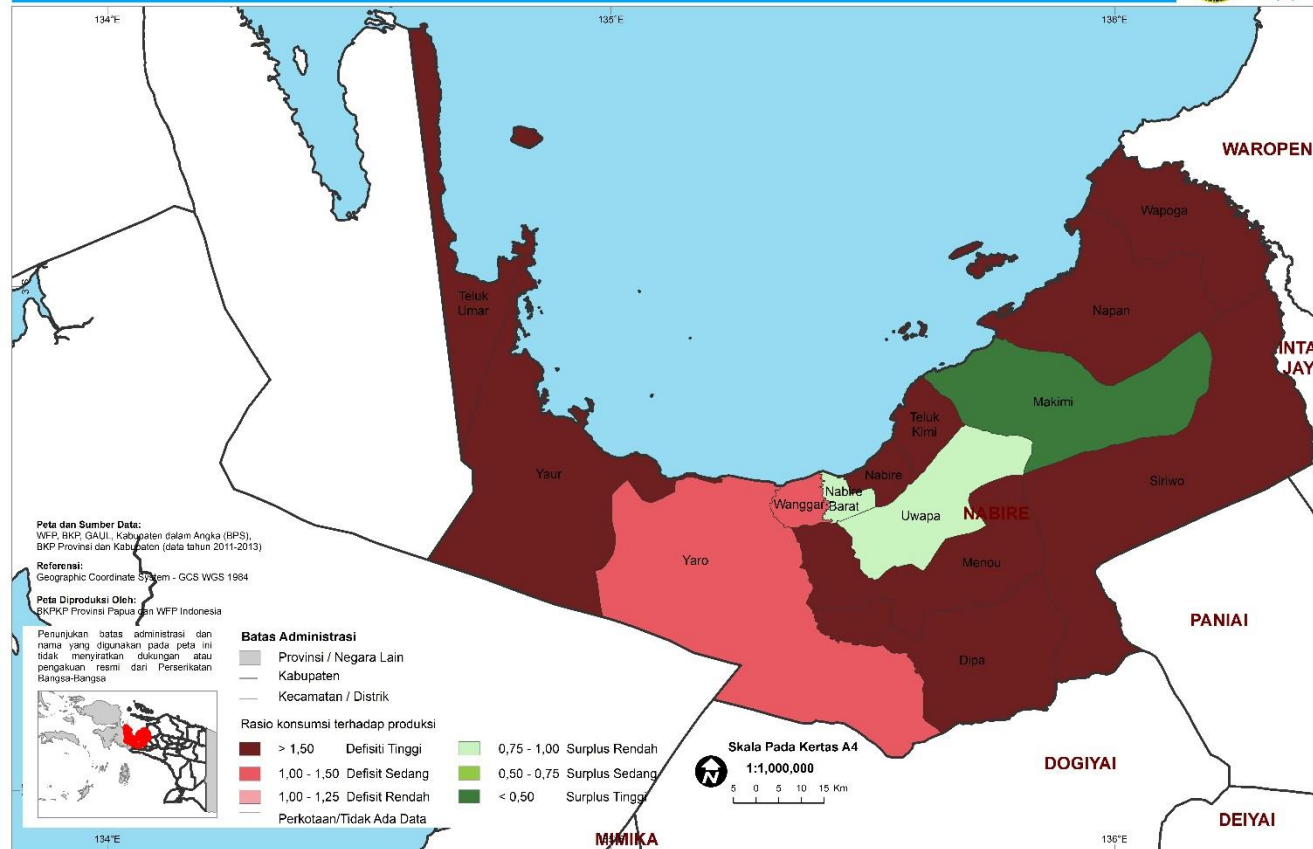 134°E
135°E
136°E
WAROPEN
Wapoga
Teluk
Umar
Napan
INTA
JAY
Makimi
Teluk
Kimi
Nabire
Yaur
Siriwo
Wanggar
Nabire
Barat
Uwapa
NABIRE
Yaro
Menou
PANIAI
Dipa
DOGIYAI
DEIYAI
MIMIKA
Peta dan Sumber Data:
WFP, BKP, GAUL, Kabupaten dalam Angka (BPS),
BKP Provinsi dan Kabupaten (data tahun 2011-2013)
Referensi:
Geographic Coordinate System - GCS WGS 1984
Peta Diproduksi Oleh:
BKPKP Provinsi Papua dan WFP Indonesia
Penunjukan batas administrasi dan
nama yang digunakan pada peta ini
tidak menyiratkan dukungan atau
pengakuan resmi dari Perserikatan
Bangsa-Bangsa
Batas Administrasi
Provinsi / Negara Lain
Kabupaten
Kecamatan / Distrik
Rasio konsumsi terhadap produksi
> 1,50 Defisiti Tinggi
1,00 - 1,50 Defisit Sedang
1,00 - 1,25 Defisit Rendah
Perkotaan/Tidak Ada Data
0,75 - 1,00 Surplus Rendah
0,50 - 0,75 Surplus Sedang
< 0,50 Surplus Tinggi
Skala Pada Kertas A4
1:1,000,000
N
5 0 5 10 15 Km
134°E
136°E